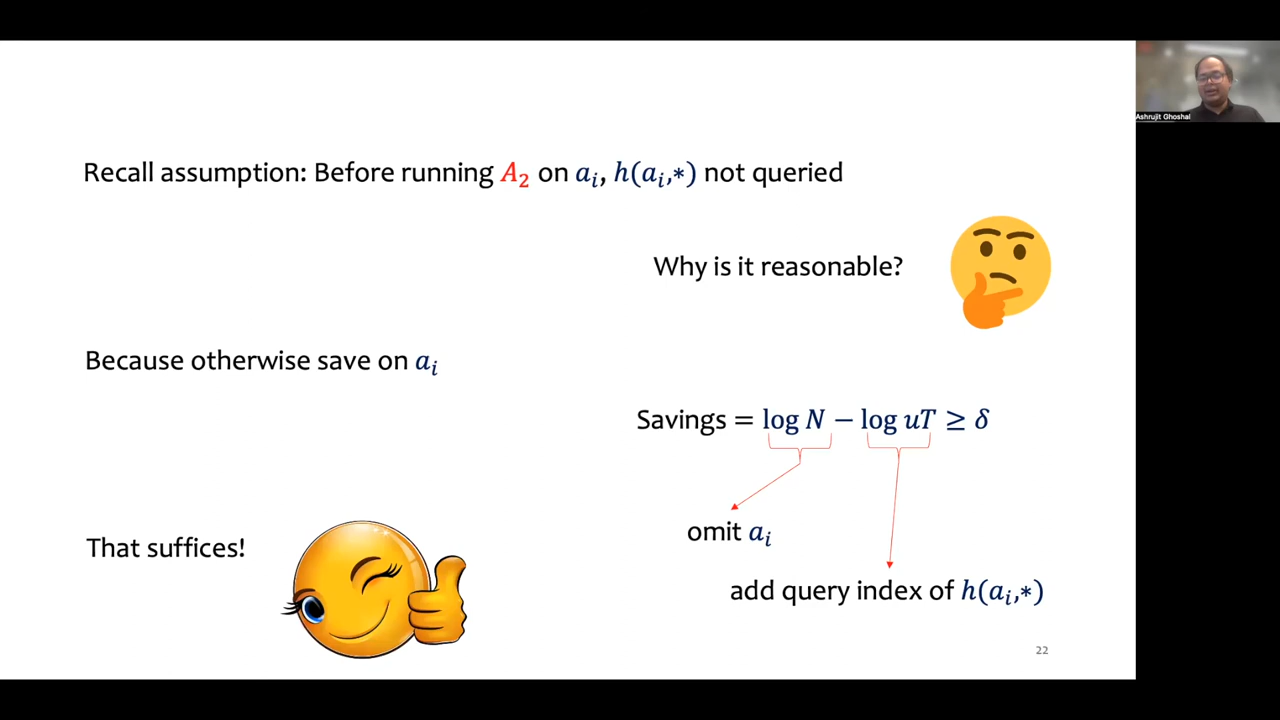 Ashrujit Ghoshal
Recall assumption: Before running A₂ on aᵢ, h(aᵢ,*) not queried
Why is it reasonable?
Because otherwise save on aᵢ
Savings = log N − log uT ≥ δ
omit aᵢ
That suffices!
add query index of h(aᵢ,*)
22